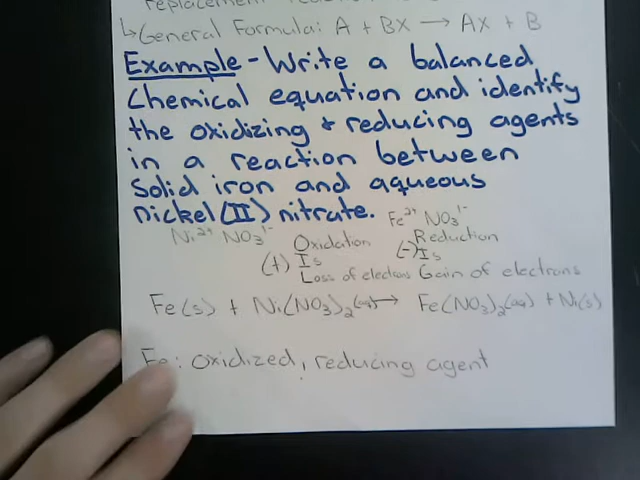 replacement
↳General Formula: A + BX → AX + B
Example - Write a balanced
Chemical equation and identify
the oxidizing & reducing agents
in a reaction between
Solid iron and aqueous
nickel(II) nitrate.
Fe²⁺ NO₃¹⁻
Ni²⁺ NO₃¹⁻
Oxidation Reduction
(+) Is (-) Is
Loss of electrons Gain of electrons
Fe(s) + Ni(NO₃)₂(aq) → Fe(NO₃)₂(aq) + Ni(s)
Fe: oxidized, reducing agent